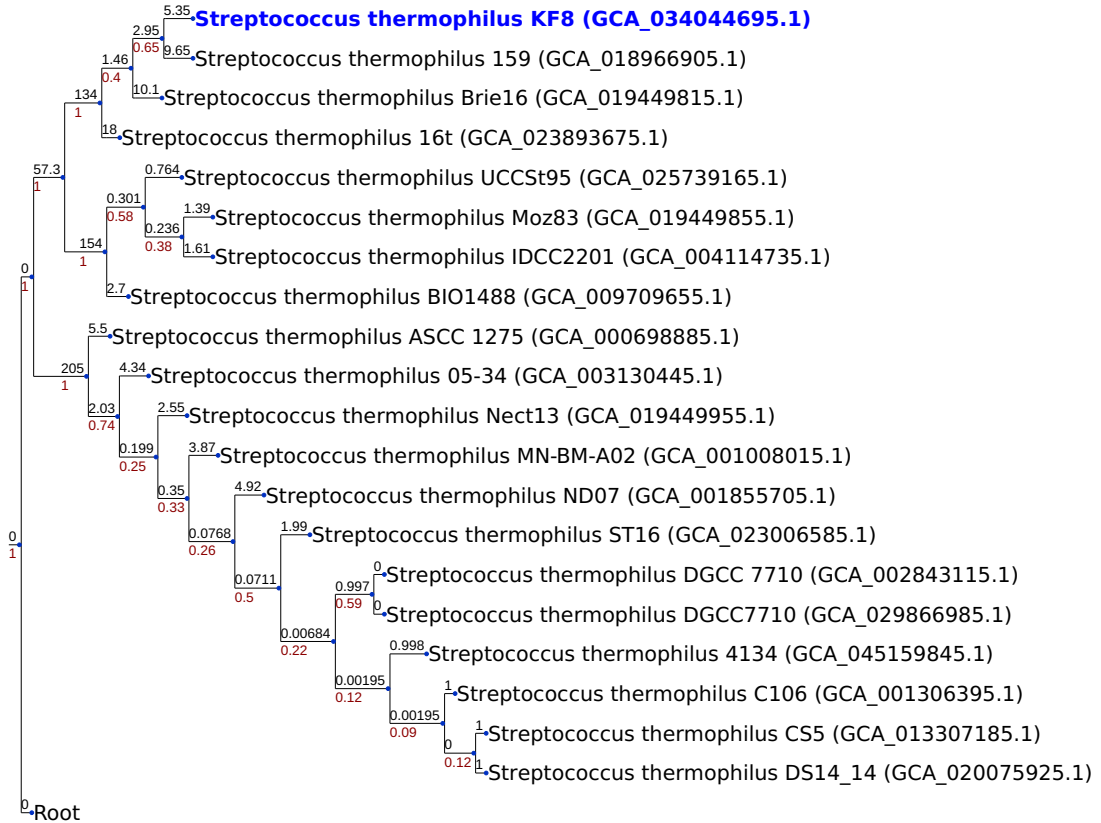 5.35 Streptococcus thermophilus KF8 (GCA_034044695.1)
2.95
0.65
9.65 Streptococcus thermophilus 159 (GCA_018966905.1)
1.46
0.4
10.1 Streptococcus thermophilus Brie16 (GCA_019449815.1)
134
1
18 Streptococcus thermophilus 16t (GCA_023893675.1)
57.3
1
0.764 Streptococcus thermophilus UCCSt95 (GCA_025739165.1)
0.301
0.58
1.39 Streptococcus thermophilus Moz83 (GCA_019449855.1)
0.236
0.38
1.61 Streptococcus thermophilus IDCC2201 (GCA_004114735.1)
154
1
2.7 Streptococcus thermophilus BIO1488 (GCA_009709655.1)
0
1
5.5 Streptococcus thermophilus ASCC 1275 (GCA_000698885.1)
205
1
4.34 Streptococcus thermophilus 05-34 (GCA_003130445.1)
2.03
0.74
2.55 Streptococcus thermophilus Nect13 (GCA_019449955.1)
0.199
0.25
3.87 Streptococcus thermophilus MN-BM-A02 (GCA_001008015.1)
0.35
0.33
4.92 Streptococcus thermophilus ND07 (GCA_001855705.1)
0.0768
0.26
1.99 Streptococcus thermophilus ST16 (GCA_023006585.1)
0
1
0.0711
0.5
0 Streptococcus thermophilus DGCC 7710 (GCA_002843115.1)
0.997
0.59
0 Streptococcus thermophilus DGCC7710 (GCA_029866985.1)
0.00684
0.22
0.998 Streptococcus thermophilus 4134 (GCA_045159845.1)
0.00195
0.12
1 Streptococcus thermophilus C106 (GCA_001306395.1)
0.00195
0.09
1 Streptococcus thermophilus CS5 (GCA_013307185.1)
0
0.12
1 Streptococcus thermophilus DS14_14 (GCA_020075925.1)
0 Root